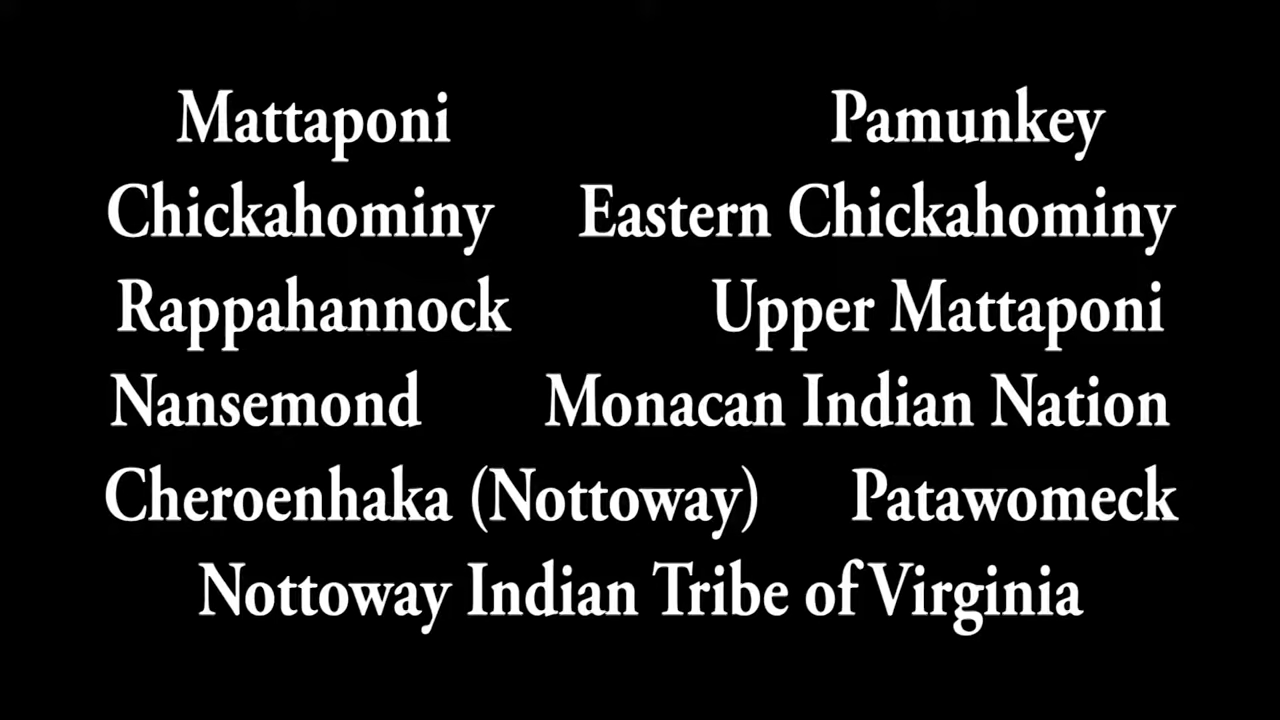 Mattaponi Pamunkey
Chickahominy Eastern Chickahominy
Rappahannock Upper Mattaponi
Nansemond Monacan Indian Nation
Cheroenhaka (Nottoway) Patawomeck
Nottoway Indian Tribe of Virginia